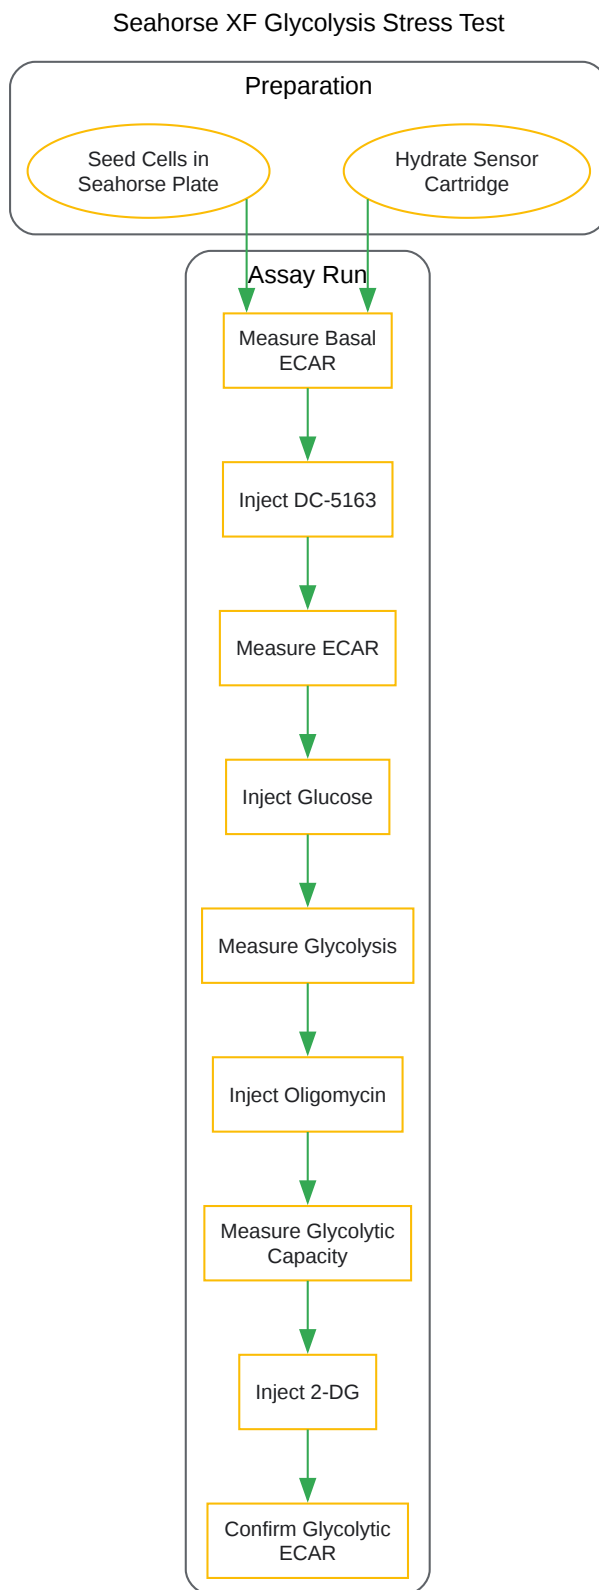 Seahorse XF Glycolysis Stress Test
Preparation
Seed Cells in
Seahorse Plate
Hydrate Sensor
Cartridge
Assay Run
Measure Basal
ECAR
Inject DC-5163
Measure ECAR
Inject Glucose
Measure Glycolysis
Inject Oligomycin
Measure Glycolytic
Capacity
Inject 2-DG
Confirm Glycolytic
ECAR